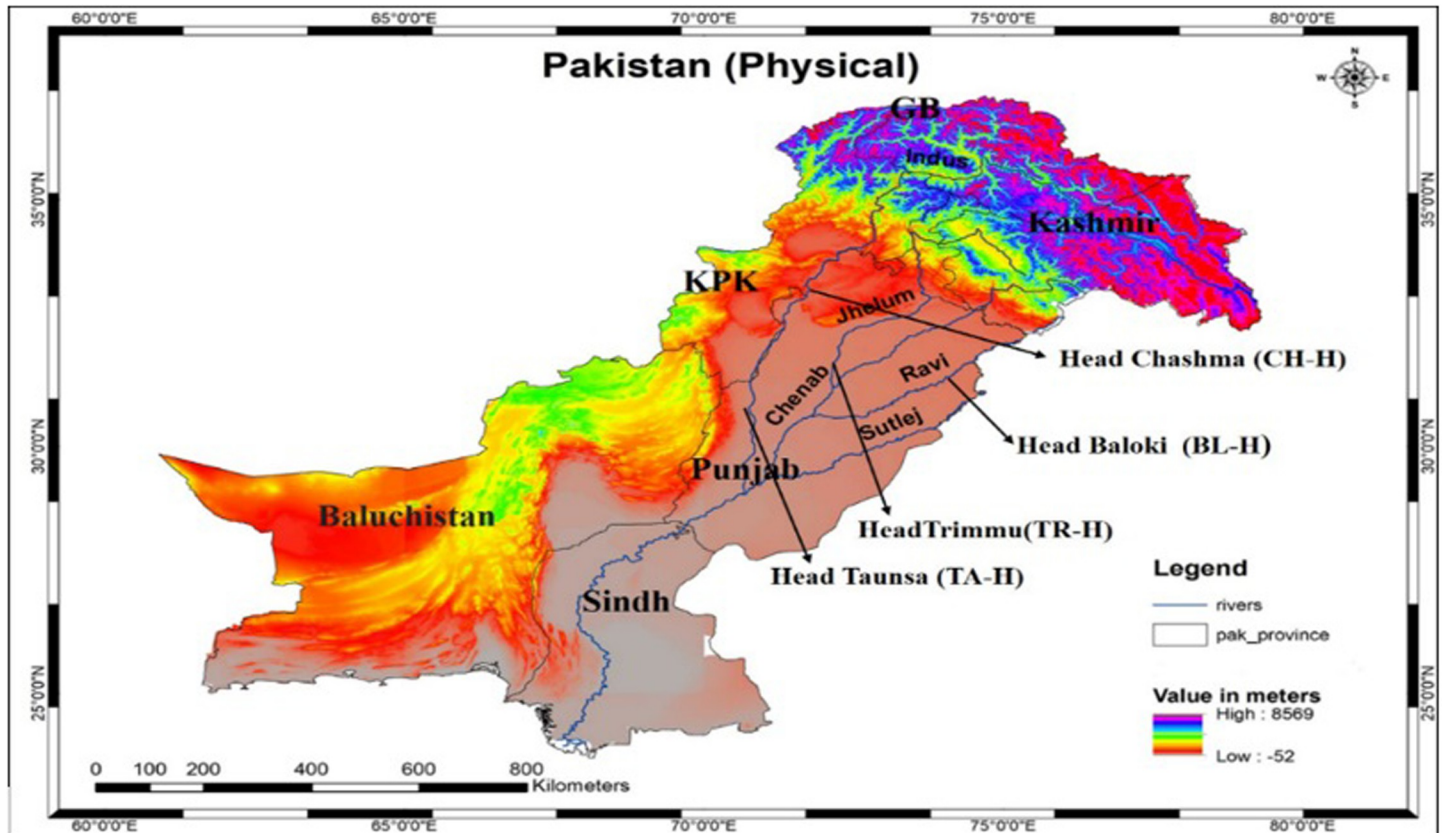 60°0'0"E 65°0'0"E 70°0'0"E 75°0'0"E 80°0'0"E
Pakistan (Physical)
N
W E
S
GB
Indus
35°0'0"N 35°0'0"N
Kashmir
KPK
Jhelum
Head Chashma (CH-H)
Chenab
Ravi
Sutlej
Head Baloki (BL-H)
30°0'0"N 30°0'0"N
Punjab
Baluchistan
HeadTrimmu(TR-H)
Head Taunsa (TA-H)
Sindh
Legend
rivers
pak_province
25°0'0"N 25°0'0"N
Value in meters
High : 8569
Low : -52
0 100 200 400 600 800
Kilometers
60°0'0"E 65°0'0"E 70°0'0"E 75°0'0"E 80°0'0"E